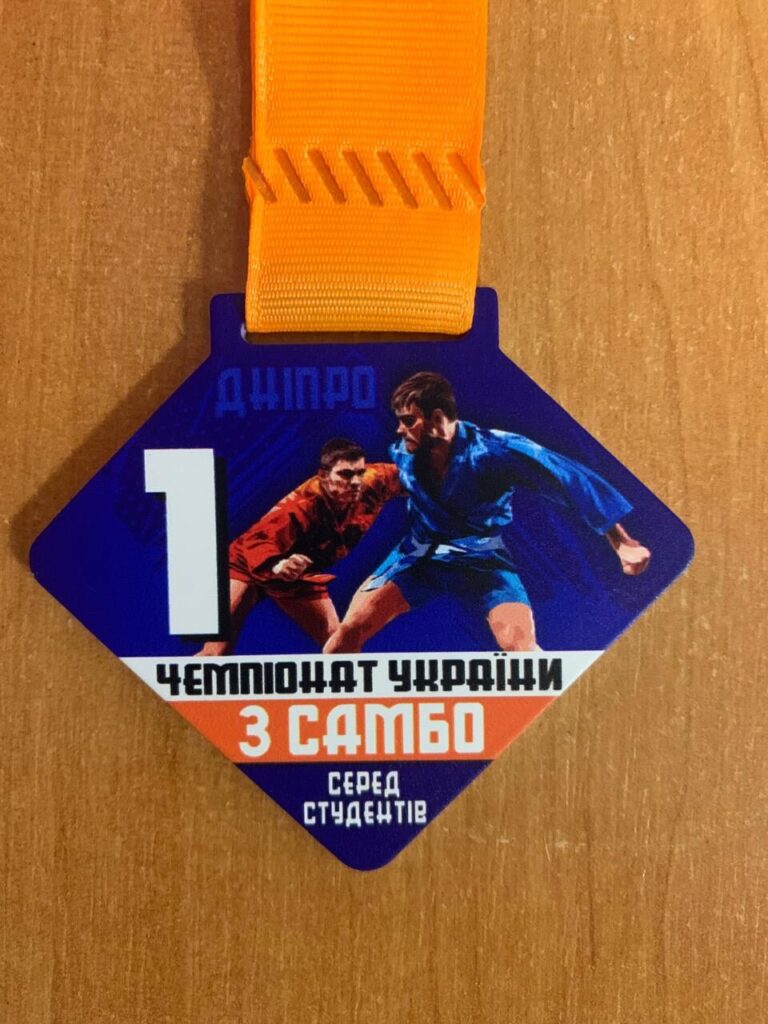 ДНІПРО
1
ЧЕМПІОНАТ УКРАЇНИ
З САМБО
СЕРЕД
СТУДЕНТІВ